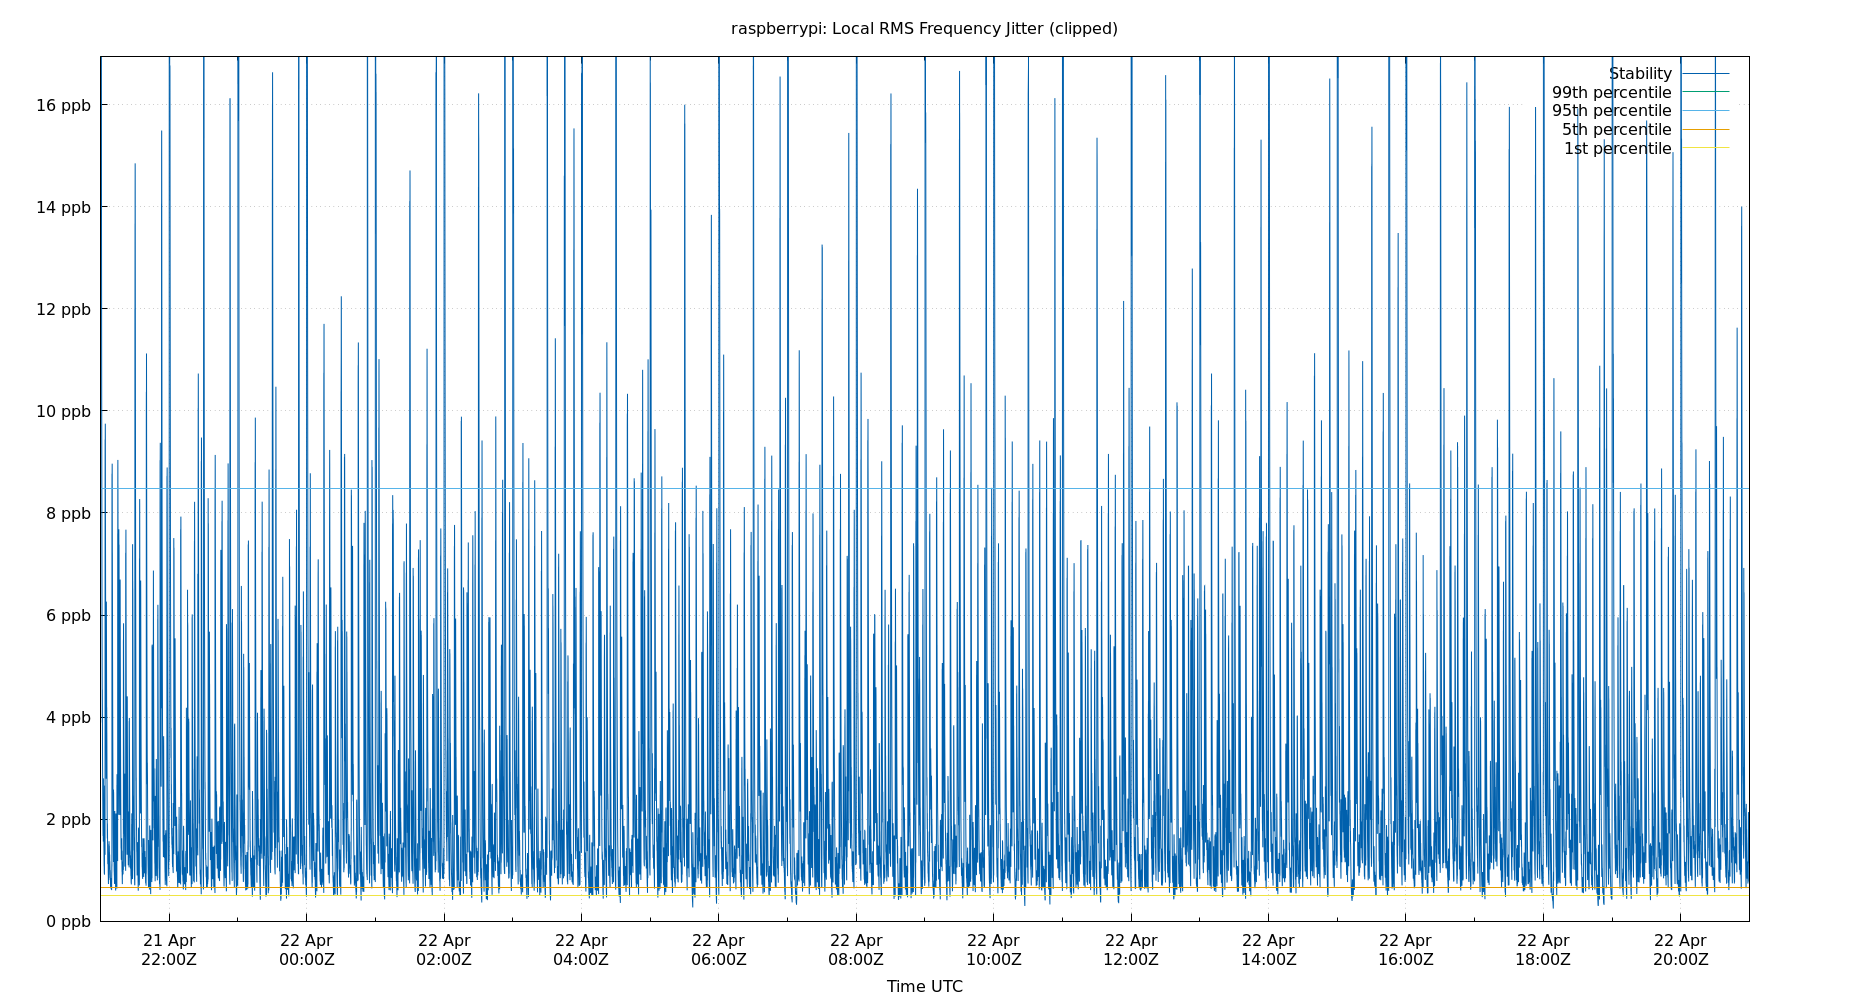 raspberrypi: Local RMS Frequency Jitter (clipped)
Stability
99th percentile
95th percentile
5th percentile
1st percentile
16 ppb
14 ppb
12 ppb
10 ppb
8 ppb
6 ppb
4 ppb
2 ppb
0 ppb
21 Apr 22 Apr 22 Apr 22 Apr 22 Apr 22 Apr 22 Apr 22 Apr 22 Apr 22 Apr 22 Apr 22 Apr
22:00Z 00:00Z 02:00Z 04:00Z 06:00Z 08:00Z 10:00Z 12:00Z 14:00Z 16:00Z 18:00Z 20:00Z
Time UTC